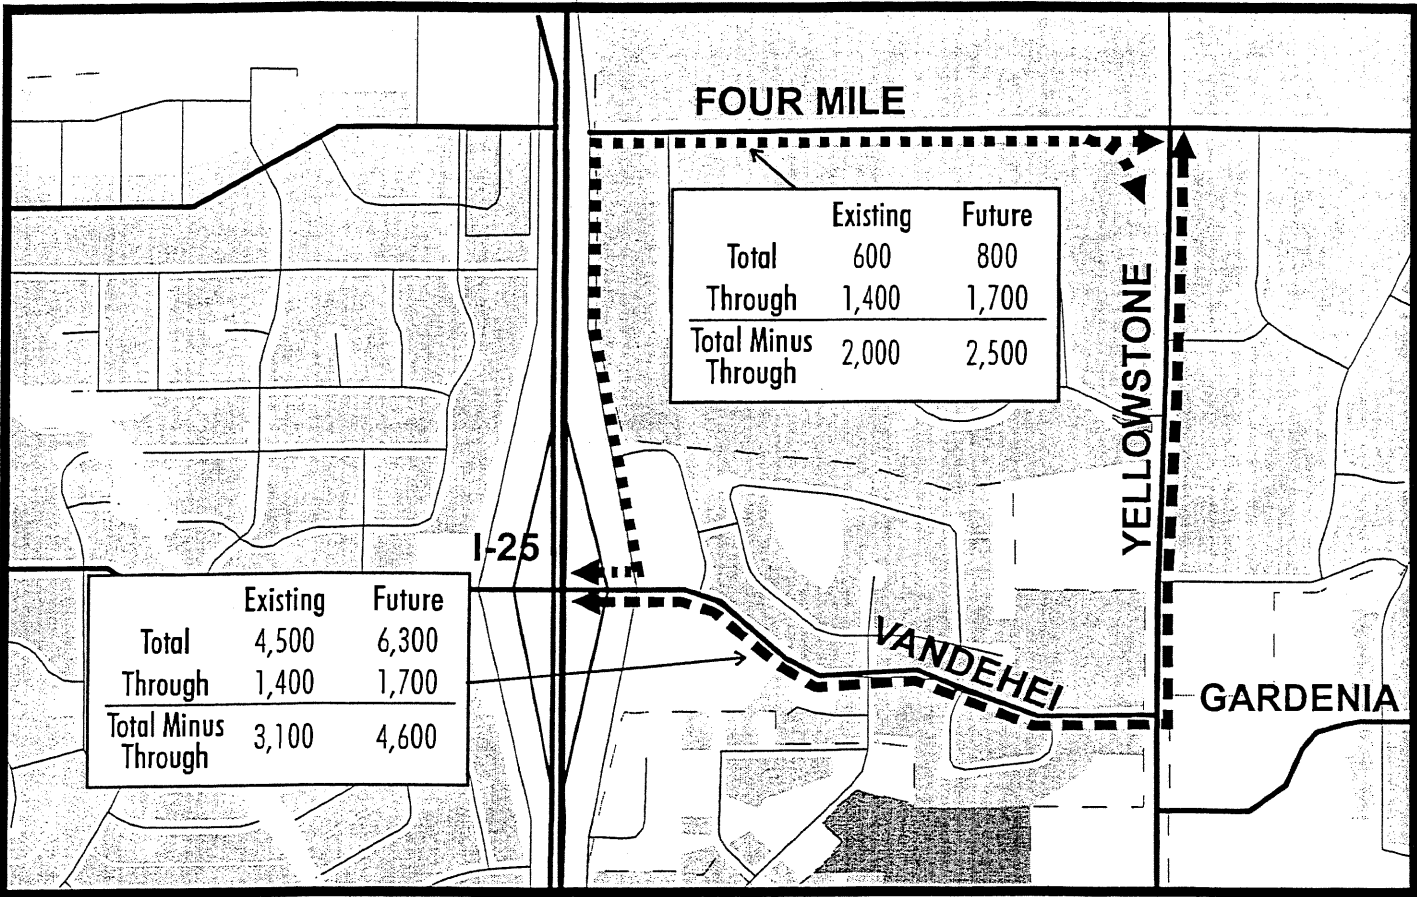 FOUR MILE
Existing Future
Total 600 800
Through 1,400 1,700
Total Minus
Through 2,000 2,500
YELLOWSTONE
I-25
Existing Future
Total 4,500 6,300
Through 1,400 1,700
Total Minus
Through 3,100 4,600
VANDEHEI
GARDENIA